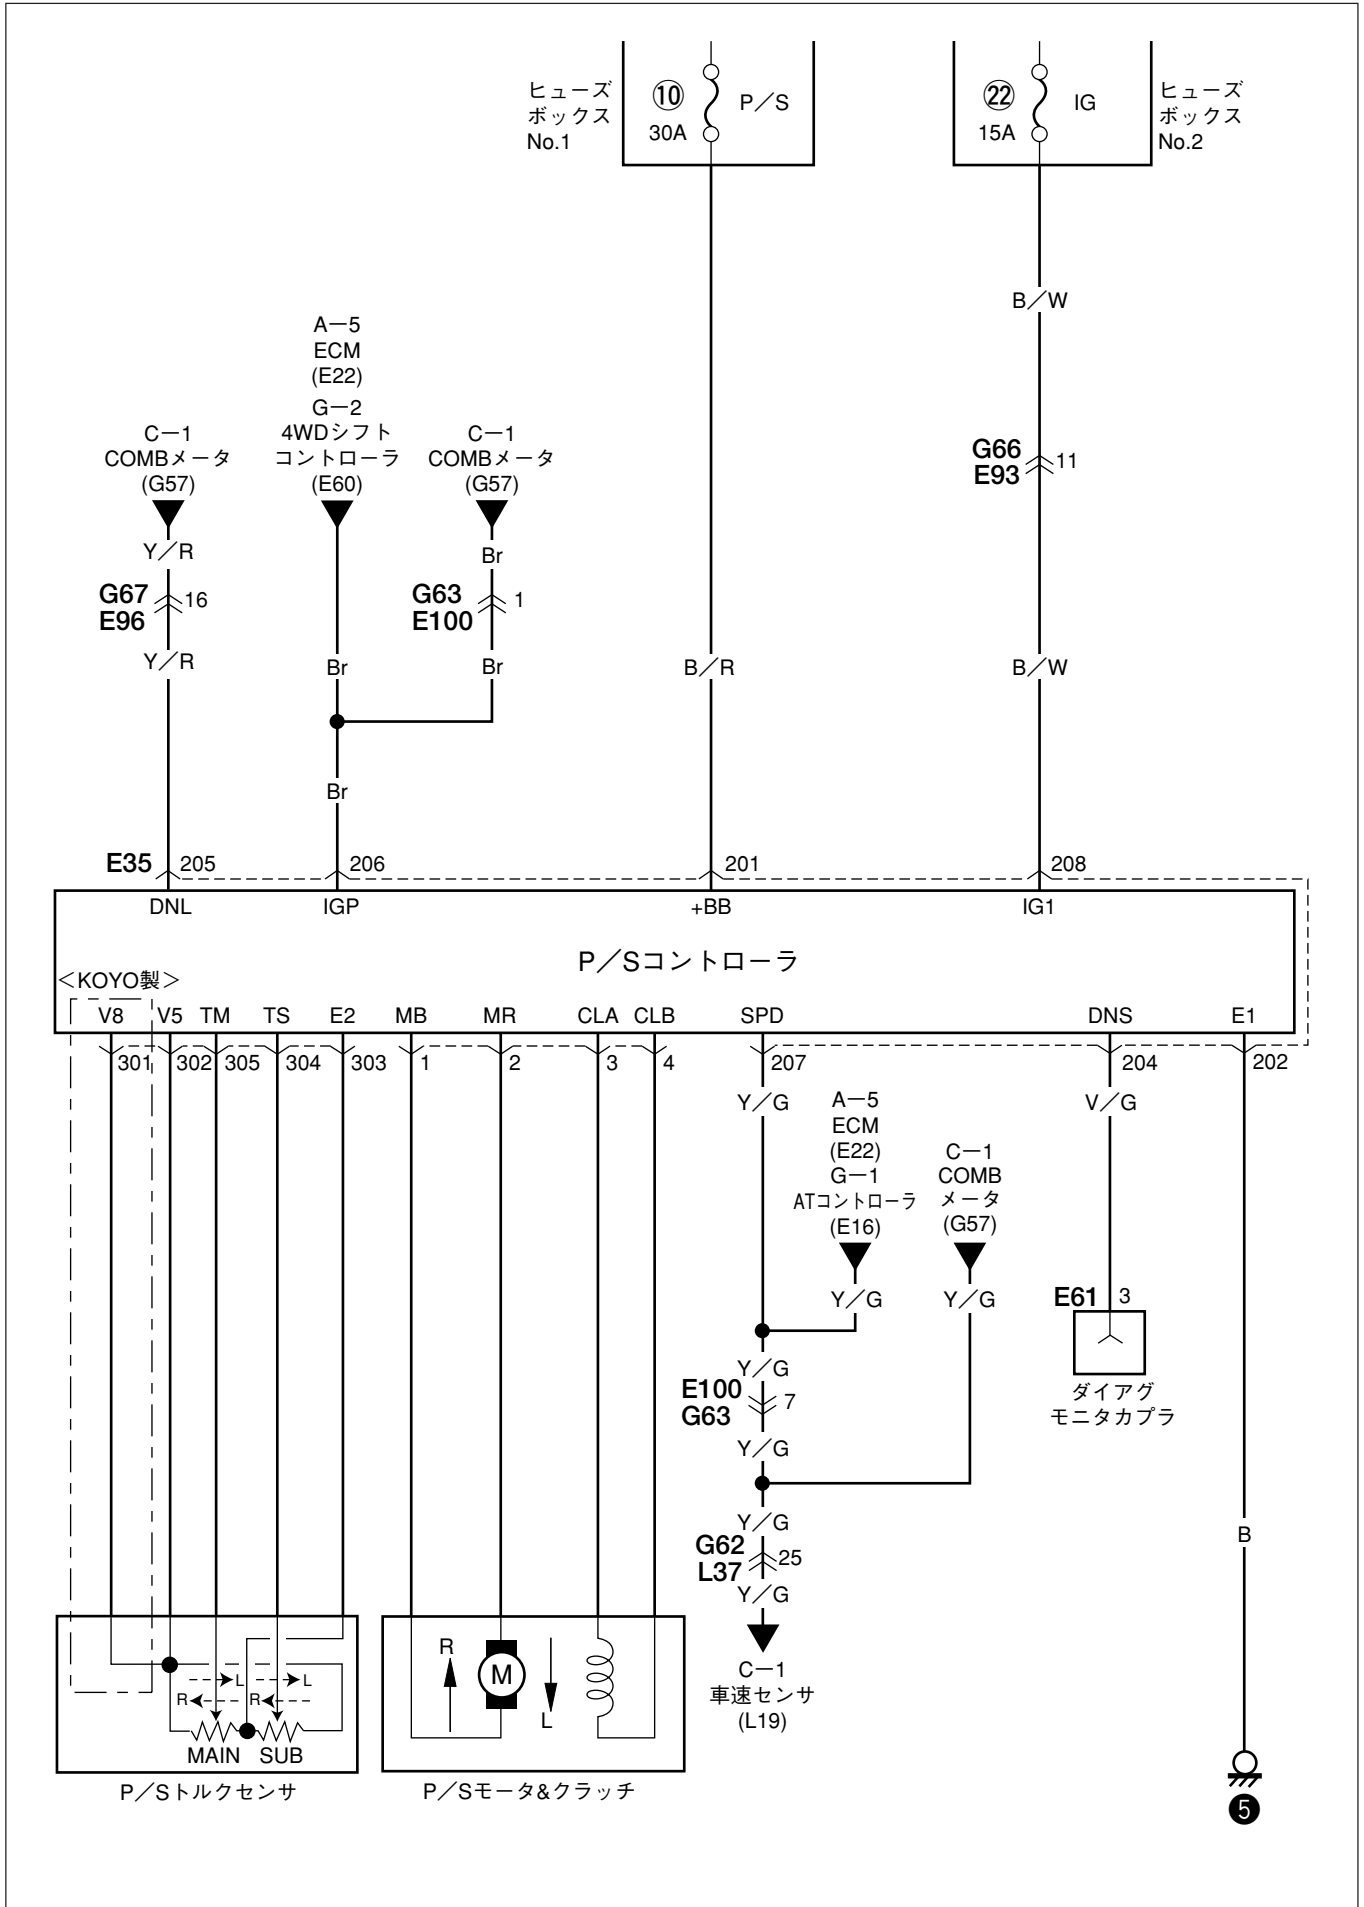 ヒューズ
ボックス
No.1
⑩
30A
P／S
㉒
15A
IG
ヒューズ
ボックス
No.2
B／W
A－5
ECM
(E22)
G－2
4WDシフト
コントローラ
(E60)
C－1
COMBメータ
(G57)
C－1
COMBメータ
(G57)
G66
E93
11
Y／R
Br
G67
E96
16
G63
E100
1
Y／R
Br
Br
B／R
B／W
Br
E35
205
206
201
208
DNL
IGP
+BB
IG1
P／Sコントローラ
＜KOYO製＞
V8
V5
TM
TS
E2
MB
MR
CLA
CLB
SPD
DNS
E1
301
302
305
304
303
1
2
3
4
207
204
202
Y／G
V／G
A－5
ECM
(E22)
G－1
ATコントローラ
(E16)
C－1
COMB
メータ
(G57)
Y／G
Y／G
E61
3
ダイアグ
モニタカプラ
Y／G
E100
G63
7
Y／G
Y／G
G62
L37
25
Y／G
B
C－1
車速センサ
(L19)
L
L
R
R
MAIN
SUB
P／Sトルクセンサ
R
M
L
P／Sモータ&クラッチ
❺